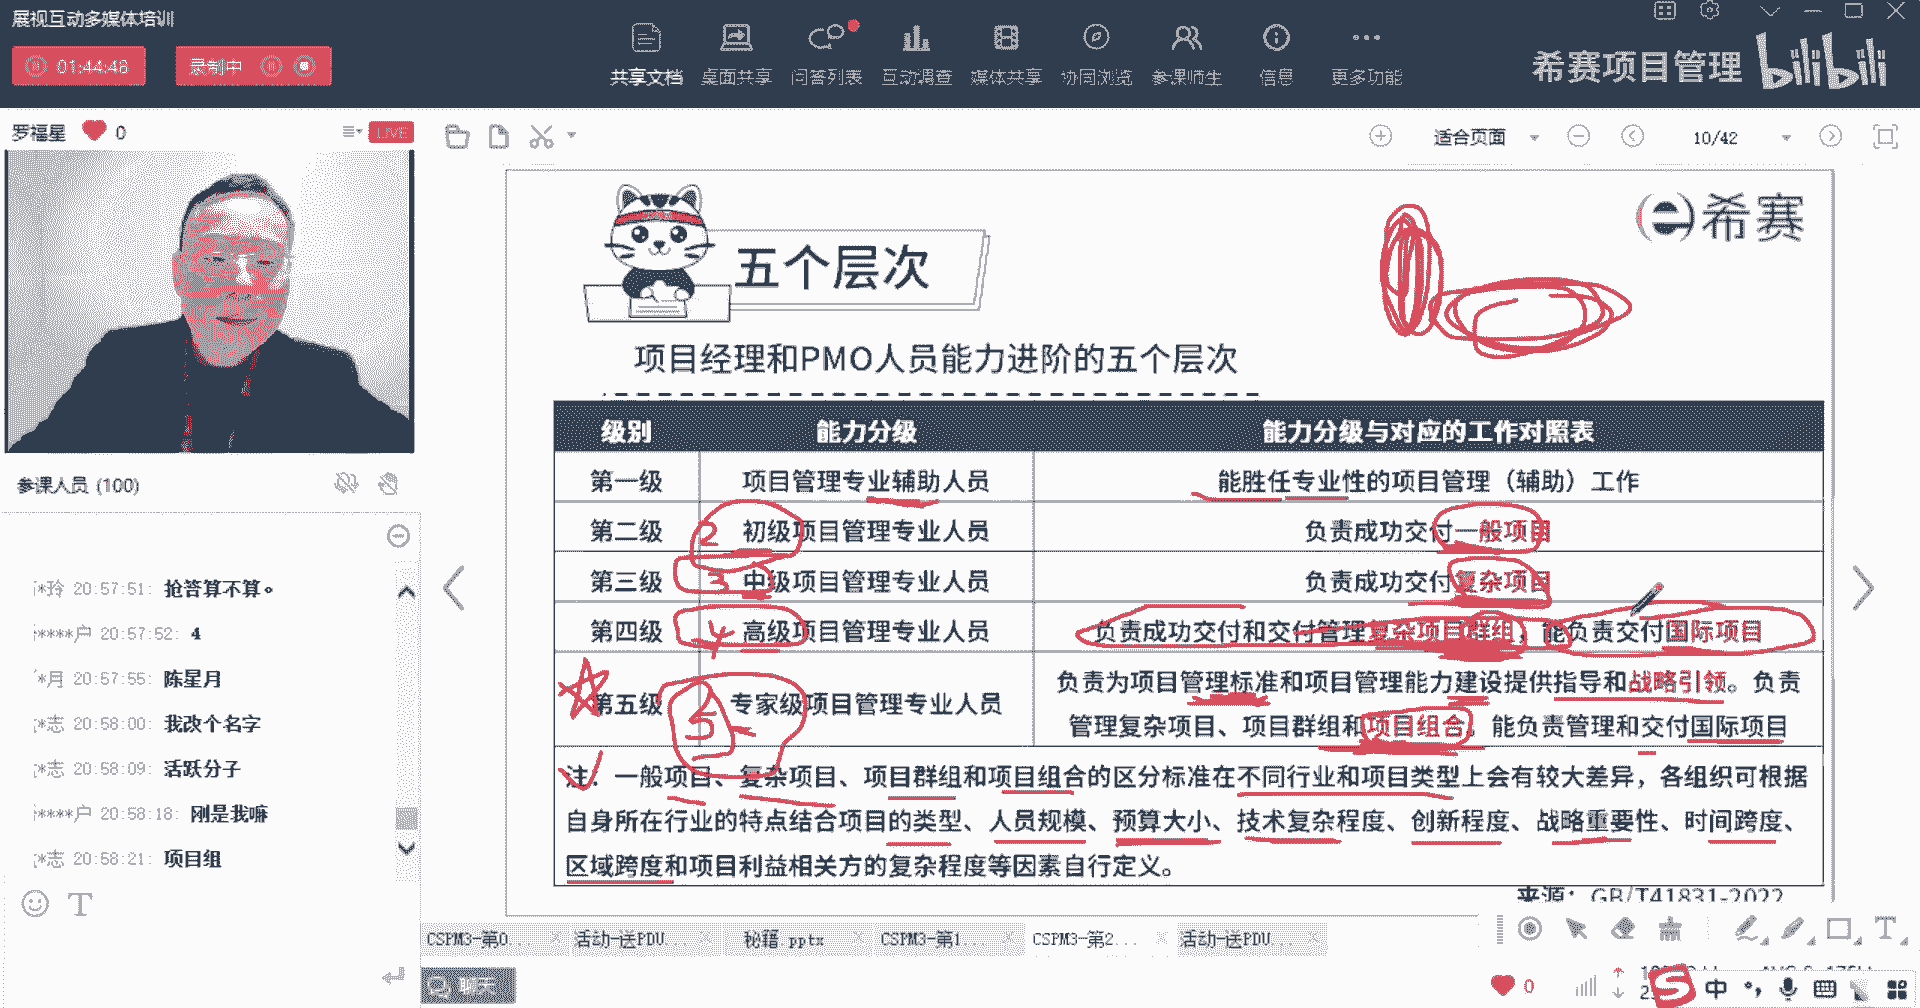 展视互动多媒体培训
01:44:48
录制中
共享文档 桌面共享 问答列表 互动调查 媒体共享 协同浏览 参课师生 信息 更多功能
希赛项目管理 bilibili
罗福星 0
LIVE
适合页面 10/42
参课人员 (100)
*玲 20:57:51: 抢答算不算。
****户 20:57:52: 4
*月 20:57:55: 陈星月
*志 20:58:00: 我改个名字
*志 20:58:09: 活跃分子
****户 20:58:18: 刚是我嘛
*志 20:58:21: 项目组
希赛
五个层次
项目经理和PMO人员能力进阶的五个层次
级别 能力分级 能力分级与对应的工作对照表
第一级 项目管理专业辅助人员 能胜任专业性的项目管理（辅助）工作
第二级 2 初级项目管理专业人员 负责成功交付一般项目
第三级 3 中级项目管理专业人员 负责成功交付复杂项目
第四级 4 高级项目管理专业人员 负责成功交付和交付管理复杂项目群组，能负责交付国际项目
第五级 5 专家级项目管理专业人员 负责为项目管理标准和项目管理能力建设提供指导和战略引领。负责
管理复杂项目、项目群组和项目组合。能负责管理和交付国际项目
注：一般项目、复杂项目、项目群组和项目组合的区分标准在不同行业和项目类型上会有较大差异，各组织可根据
自身所在行业的特点结合项目的类型、人员规模、预算大小、技术复杂程度、创新程度、战略重要性、时间跨度、
区域跨度和项目利益相关方的复杂程度等因素自行定义。
来源：GB/T41831-2022
CSPM3-第0... 活动-送PDU... 秘籍.pptx CSPM3-第1... CSPM3-第2... 活动-送PDU...
聊天
0
中